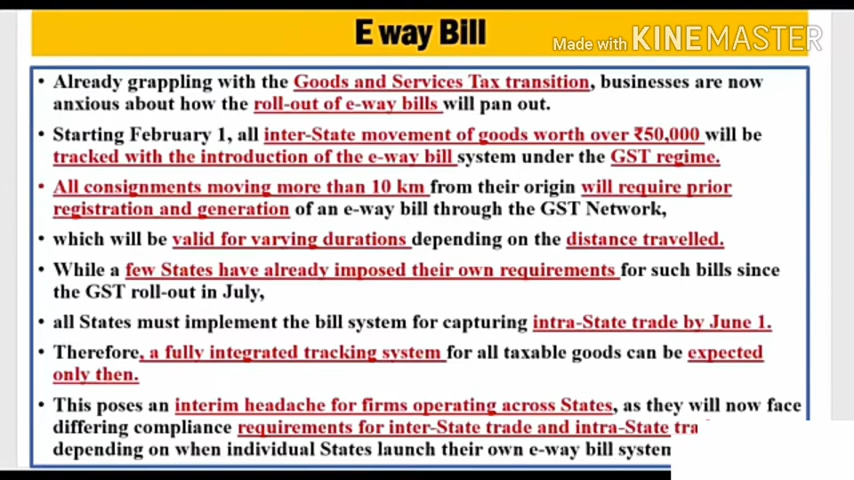 E way Bill
Made with KINEMASTER
• Already grappling with the Goods and Services Tax transition, businesses are now
anxious about how the roll-out of e-way bills will pan out.
• Starting February 1, all inter-State movement of goods worth over ₹50,000 will be
tracked with the introduction of the e-way bill system under the GST regime.
• All consignments moving more than 10 km from their origin will require prior
registration and generation of an e-way bill through the GST Network,
• which will be valid for varving durations depending on the distance travelled.
• While a few States have already imposed their own requirements for such bills since
the GST roll-out in July,
• all States must implement the bill system for capturing intra-State trade by June 1.
• Therefore, a fully integrated tracking system for all taxable goods can be expected
only then.
• This poses an interim headache for firms operating across States, as they will now face
differing compliance requirements for inter-State trade and intra-State
depending on when individual States launch their own e-way bill system